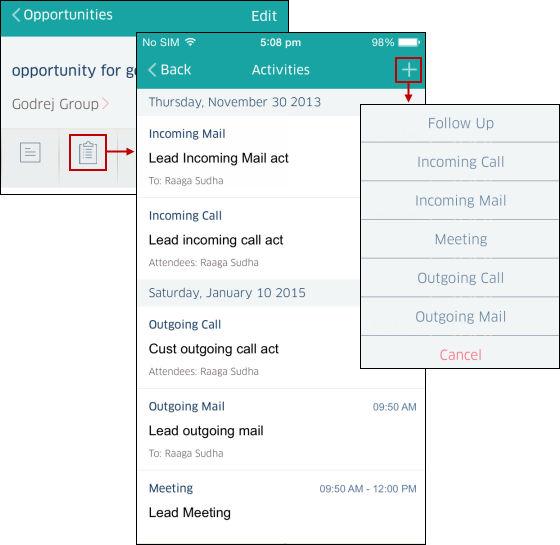 Opportunities
Edit
opportunity for ge
Godrej Group
No SIM
5:08 pm
98%
Back
Activities
Thursday, November 30 2013
Incoming Mail
Lead Incoming Mail act
To: Raaga Sudha
Incoming Call
Lead incoming call act
Attendees: Raaga Sudha
Saturday, January 10 2015
Outgoing Call
Cust outgoing call act
Attendees: Raaga Sudha
Outgoing Mail 09:50 AM
Lead outgoing mail
To: Raaga Sudha
Meeting 09:50 AM - 12:00 PM
Lead Meeting
Follow Up
Incoming Call
Incoming Mail
Meeting
Outgoing Call
Outgoing Mail
Cancel